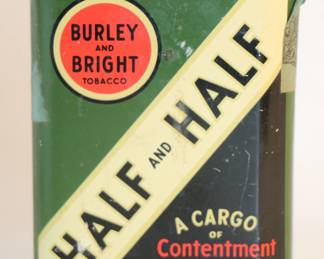 BURLEY
AND
BRIGHT
TOBACCO
HALF AND HALF
A CARGO
OF
Contentment